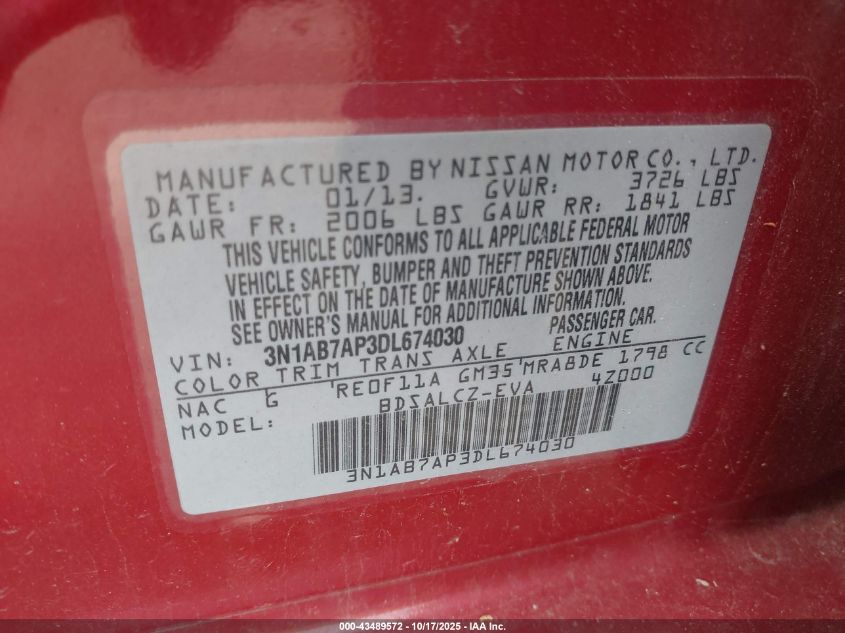 MANUFACTURED BY NISSAN MOTOR CO., LTD.
DATE: 01/13. GVWR: 3726 LBS
GAWR FR: 2006 LBS GAWR RR: 1841 LBS
THIS VEHICLE CONFORMS TO ALL APPLICABLE FEDERAL MOTOR
VEHICLE SAFETY, BUMPER AND THEFT PREVENTION STANDARDS
IN EFFECT ON THE DATE OF MANUFACTURE SHOWN ABOVE.
SEE OWNER'S MANUAL FOR ADDITIONAL INFORMATION.
VIN: 3N1AB7AP3DL674030 PASSENGER CAR.
COLOR TRIM TRANS AXLE ENGINE
NAC G 'RE0F11A GM35'MRA8DE 1798 CC
MODEL: BDSALCZ-EVA 4Z000
3N1AB7AP3DL674030
000-43489572 - 10/17/2025 - IAA Inc.